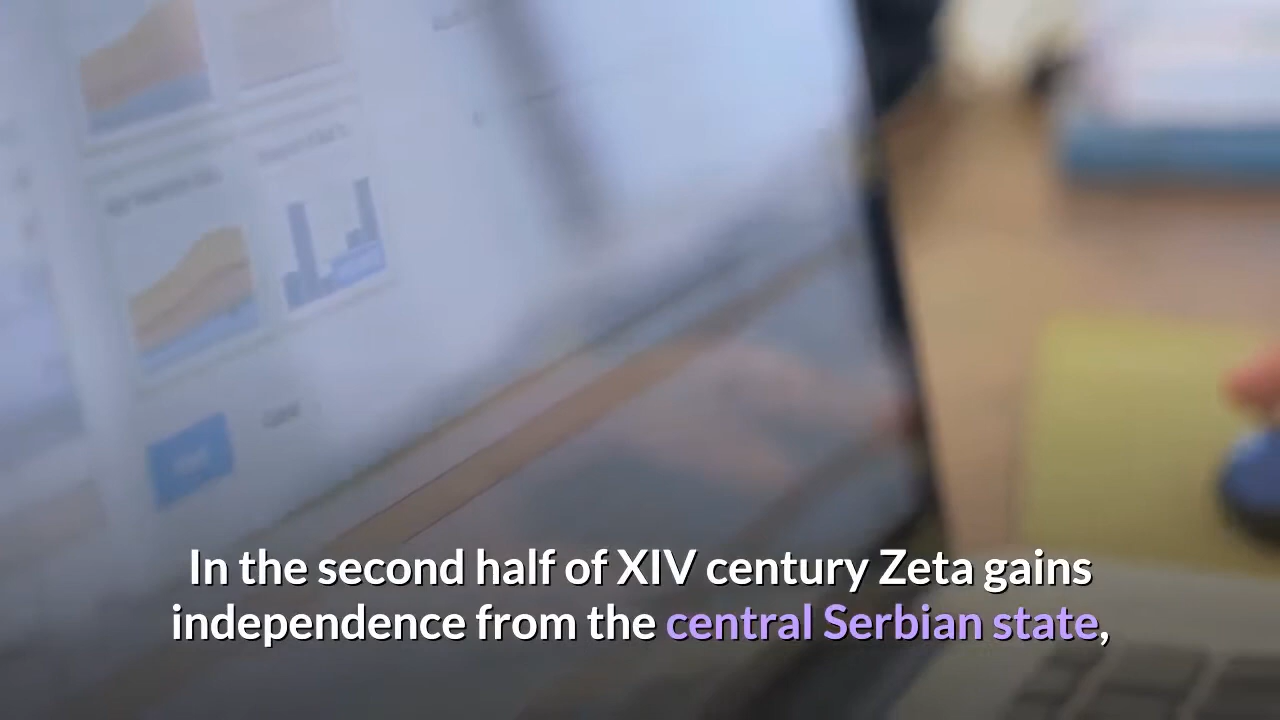 In the second half of XIV century Zeta gains
independence from the central Serbian state,